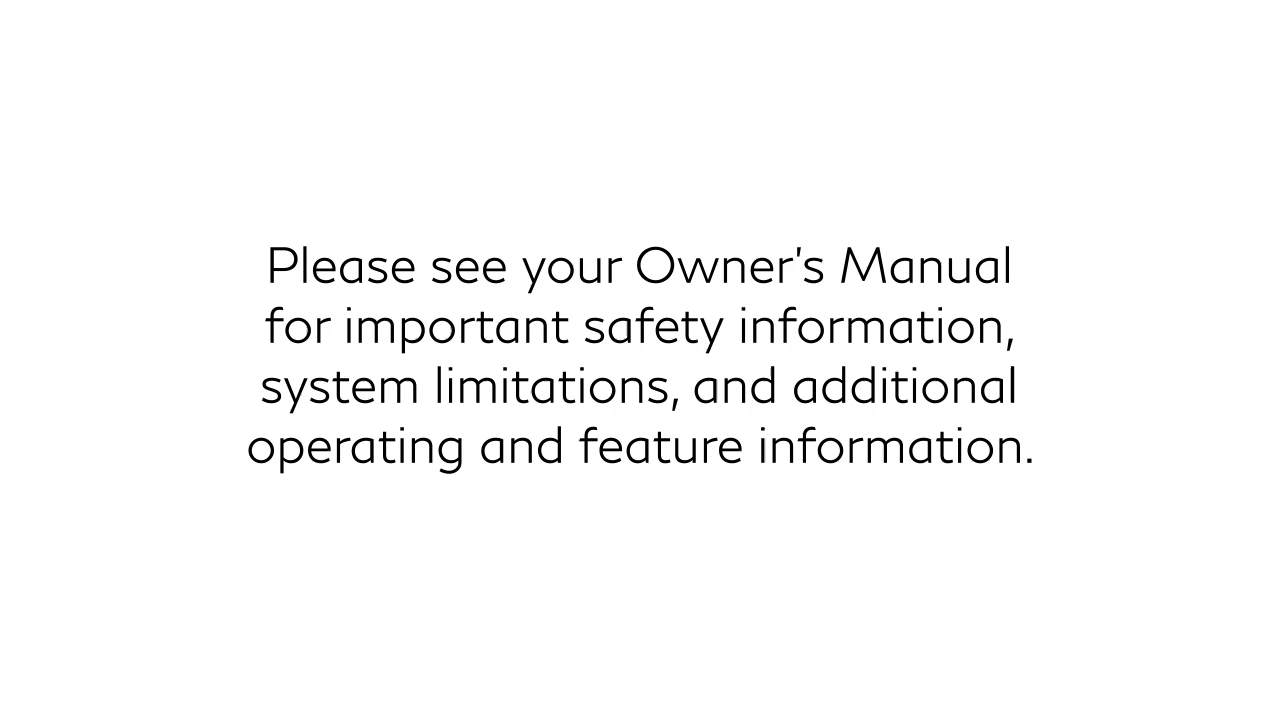 Please see your Owner's Manual
for important safety information,
system limitations, and additional
operating and feature information.